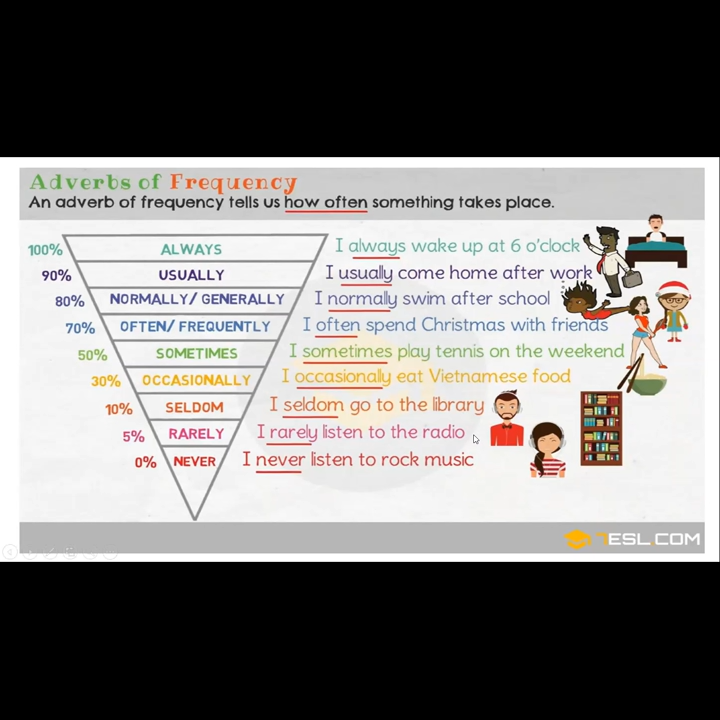 Adverbs of Frequency
An adverb of frequency tells us how often something takes place.
100% ALWAYS I always wake up at 6 o'clock
90% USUALLY I usually come home after work
80% NORMALLY/ GENERALLY I normally swim after school
70% OFTEN/ FREQUENTLY I often spend Christmas with friends
50% SOMETIMES I sometimes play tennis on the weekend
30% OCCASIONALLY I occasionally eat Vietnamese food
10% SELDOM I seldom go to the library
5% RARELY I rarely listen to the radio
0% NEVER I never listen to rock music
7ESL.COM